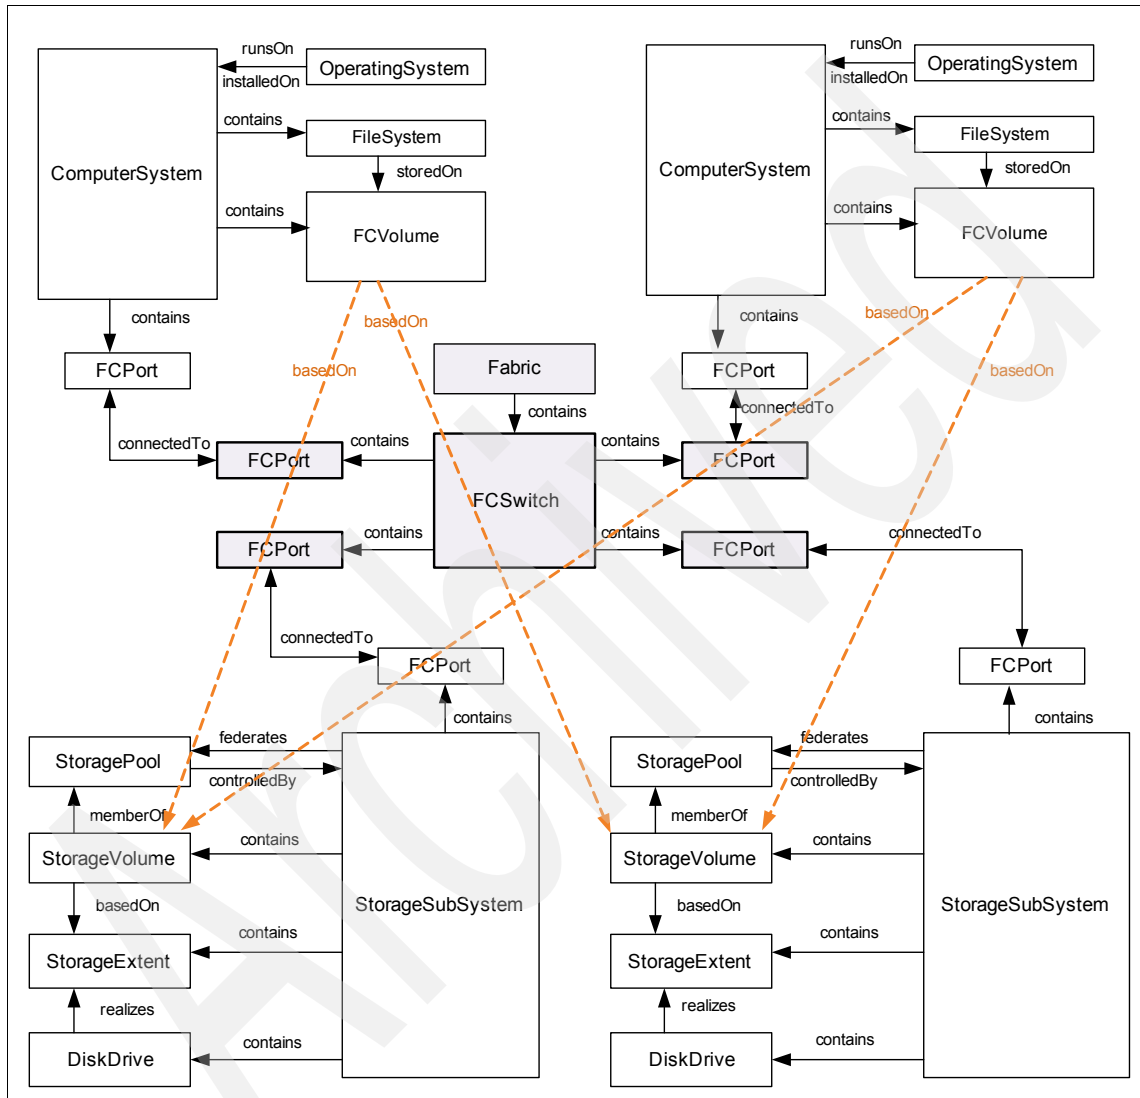 runsOn
OperatingSystem
installedOn
contains
FileSystem
ComputerSystem
storedOn
contains
FCVolume
contains
FCPort
connectedTo
runsOn
OperatingSystem
installedOn
contains
FileSystem
ComputerSystem
storedOn
contains
FCVolume
contains
FCPort
connectedTo
basedOn
basedOn
basedOn
basedOn
Fabric
contains
FCSwitch
contains
FCPort
contains
FCPort
contains
FCPort
contains
FCPort
connectedTo
FCPort
contains
connectedTo
FCPort
contains
StoragePool
federates
controlledBy
memberOf
StorageVolume
contains
basedOn
StorageSubSystem
StorageExtent
contains
realizes
DiskDrive
contains
StoragePool
federates
controlledBy
memberOf
StorageVolume
contains
basedOn
StorageSubSystem
StorageExtent
contains
realizes
DiskDrive
contains
Archived